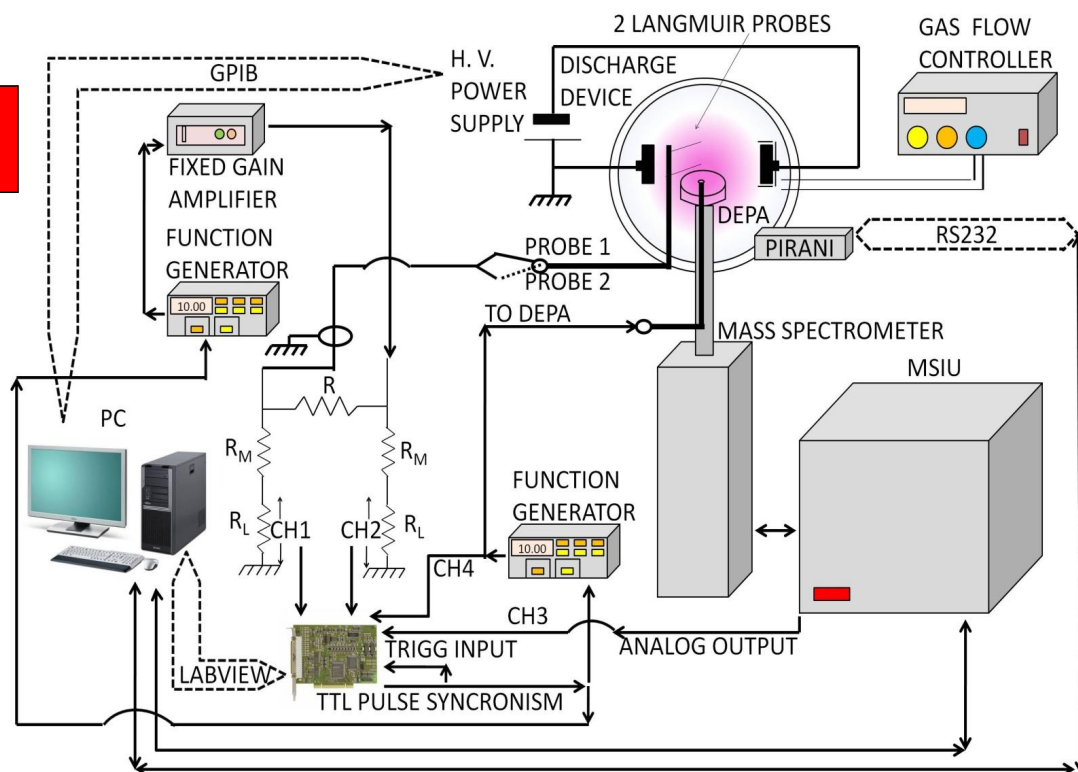 2 LANGMUIR PROBES
GAS FLOW
CONTROLLER
GPIB
H. V.
POWER
SUPPLY
DISCHARGE
DEVICE
FIXED GAIN
AMPLIFIER
DEPA
FUNCTION
GENERATOR
PROBE 1
PIRANI
RS232
PROBE 2
10.00
TO DEPA
MASS SPECTROMETER
MSIU
R
PC
RM
RM
FUNCTION
GENERATOR
RL
CH1
CH2
RL
10.00
CH4
CH3
TRIGG INPUT
ANALOG OUTPUT
LABVIEW
TTL PULSE SYNCRONISM